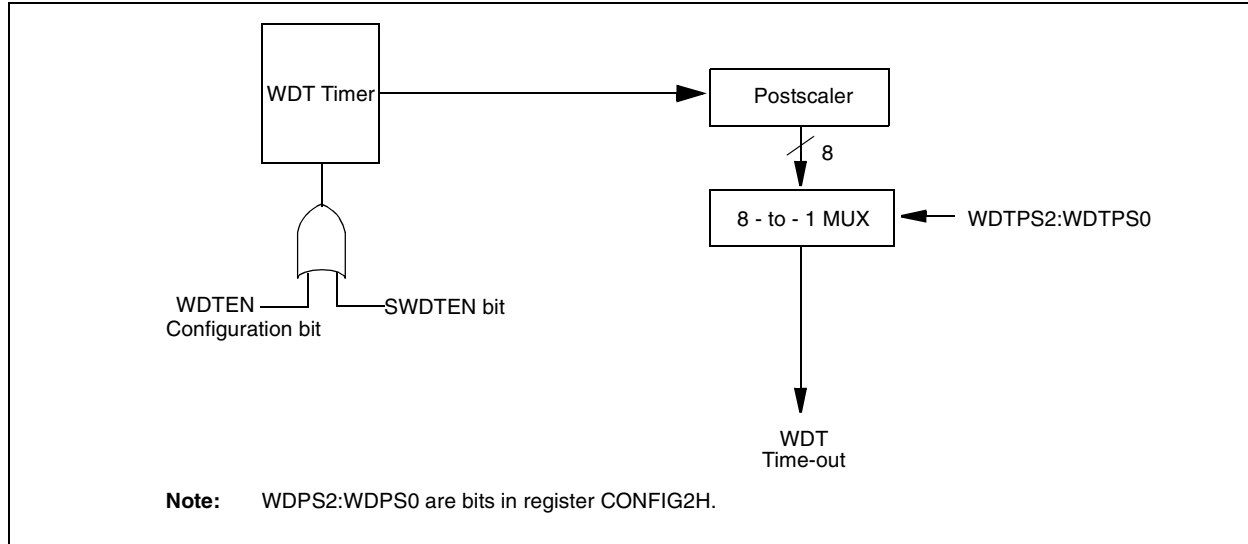 WDT Timer
Postscaler
8
8 - to - 1 MUX
WDTPS2:WDTPS0
WDTEN
Configuration bit
SWDTEN bit
WDT
Time-out
Note: WDPS2:WDPS0 are bits in register CONFIG2H.